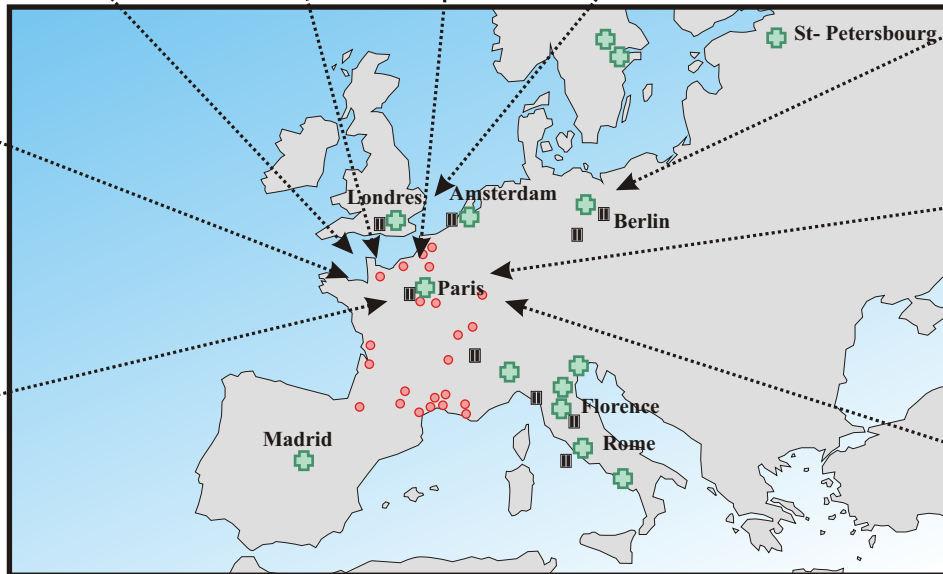 St- Petersbourg
Londres
Amsterdam
Berlin
Paris
Florence
Madrid
Rome